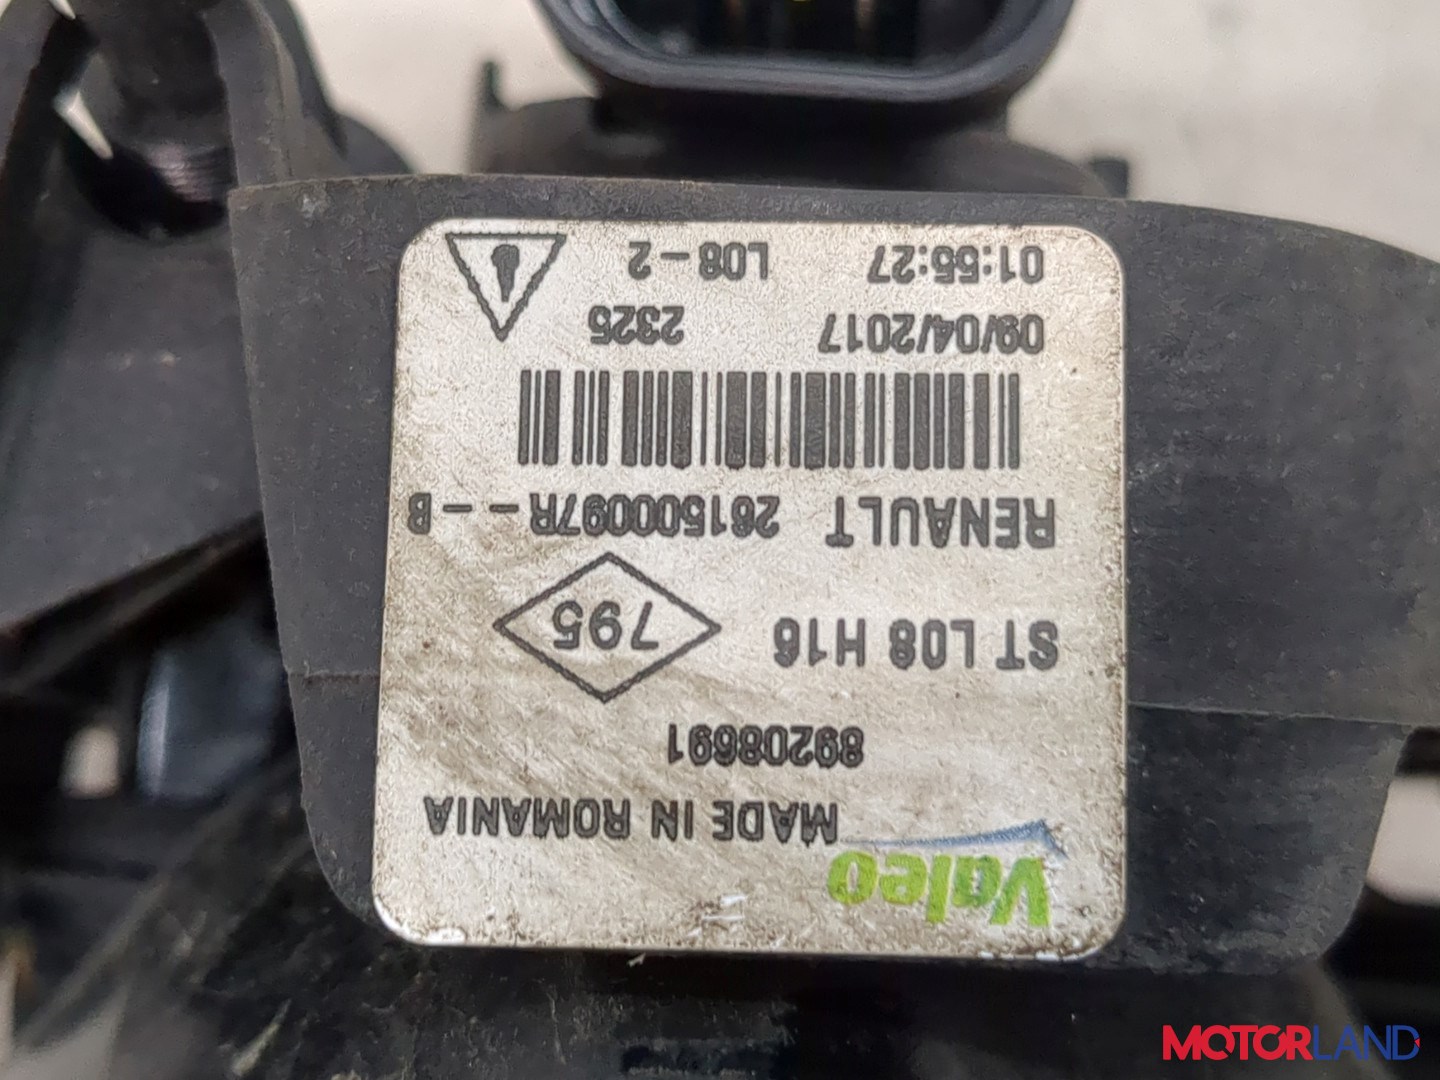 Valeo
MADE IN ROMANIA
89208691
ST L08 H16 795
RENAULT 261500097R - - B
09/04/2017 2325
01:55:27 L08 - 2
MOTORLAND